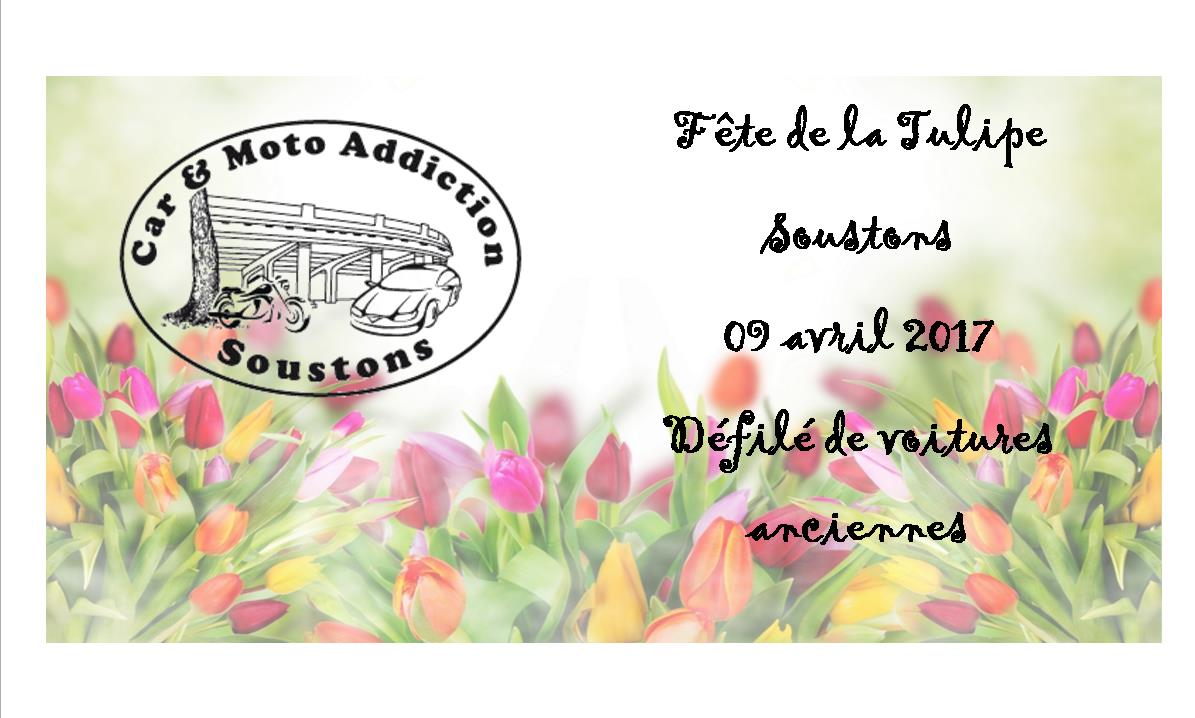 Car & Moto Addiction
Soustons
Fête de la Tulipe
Soustons
09 avril 2017
Défilé de voitures
anciennes